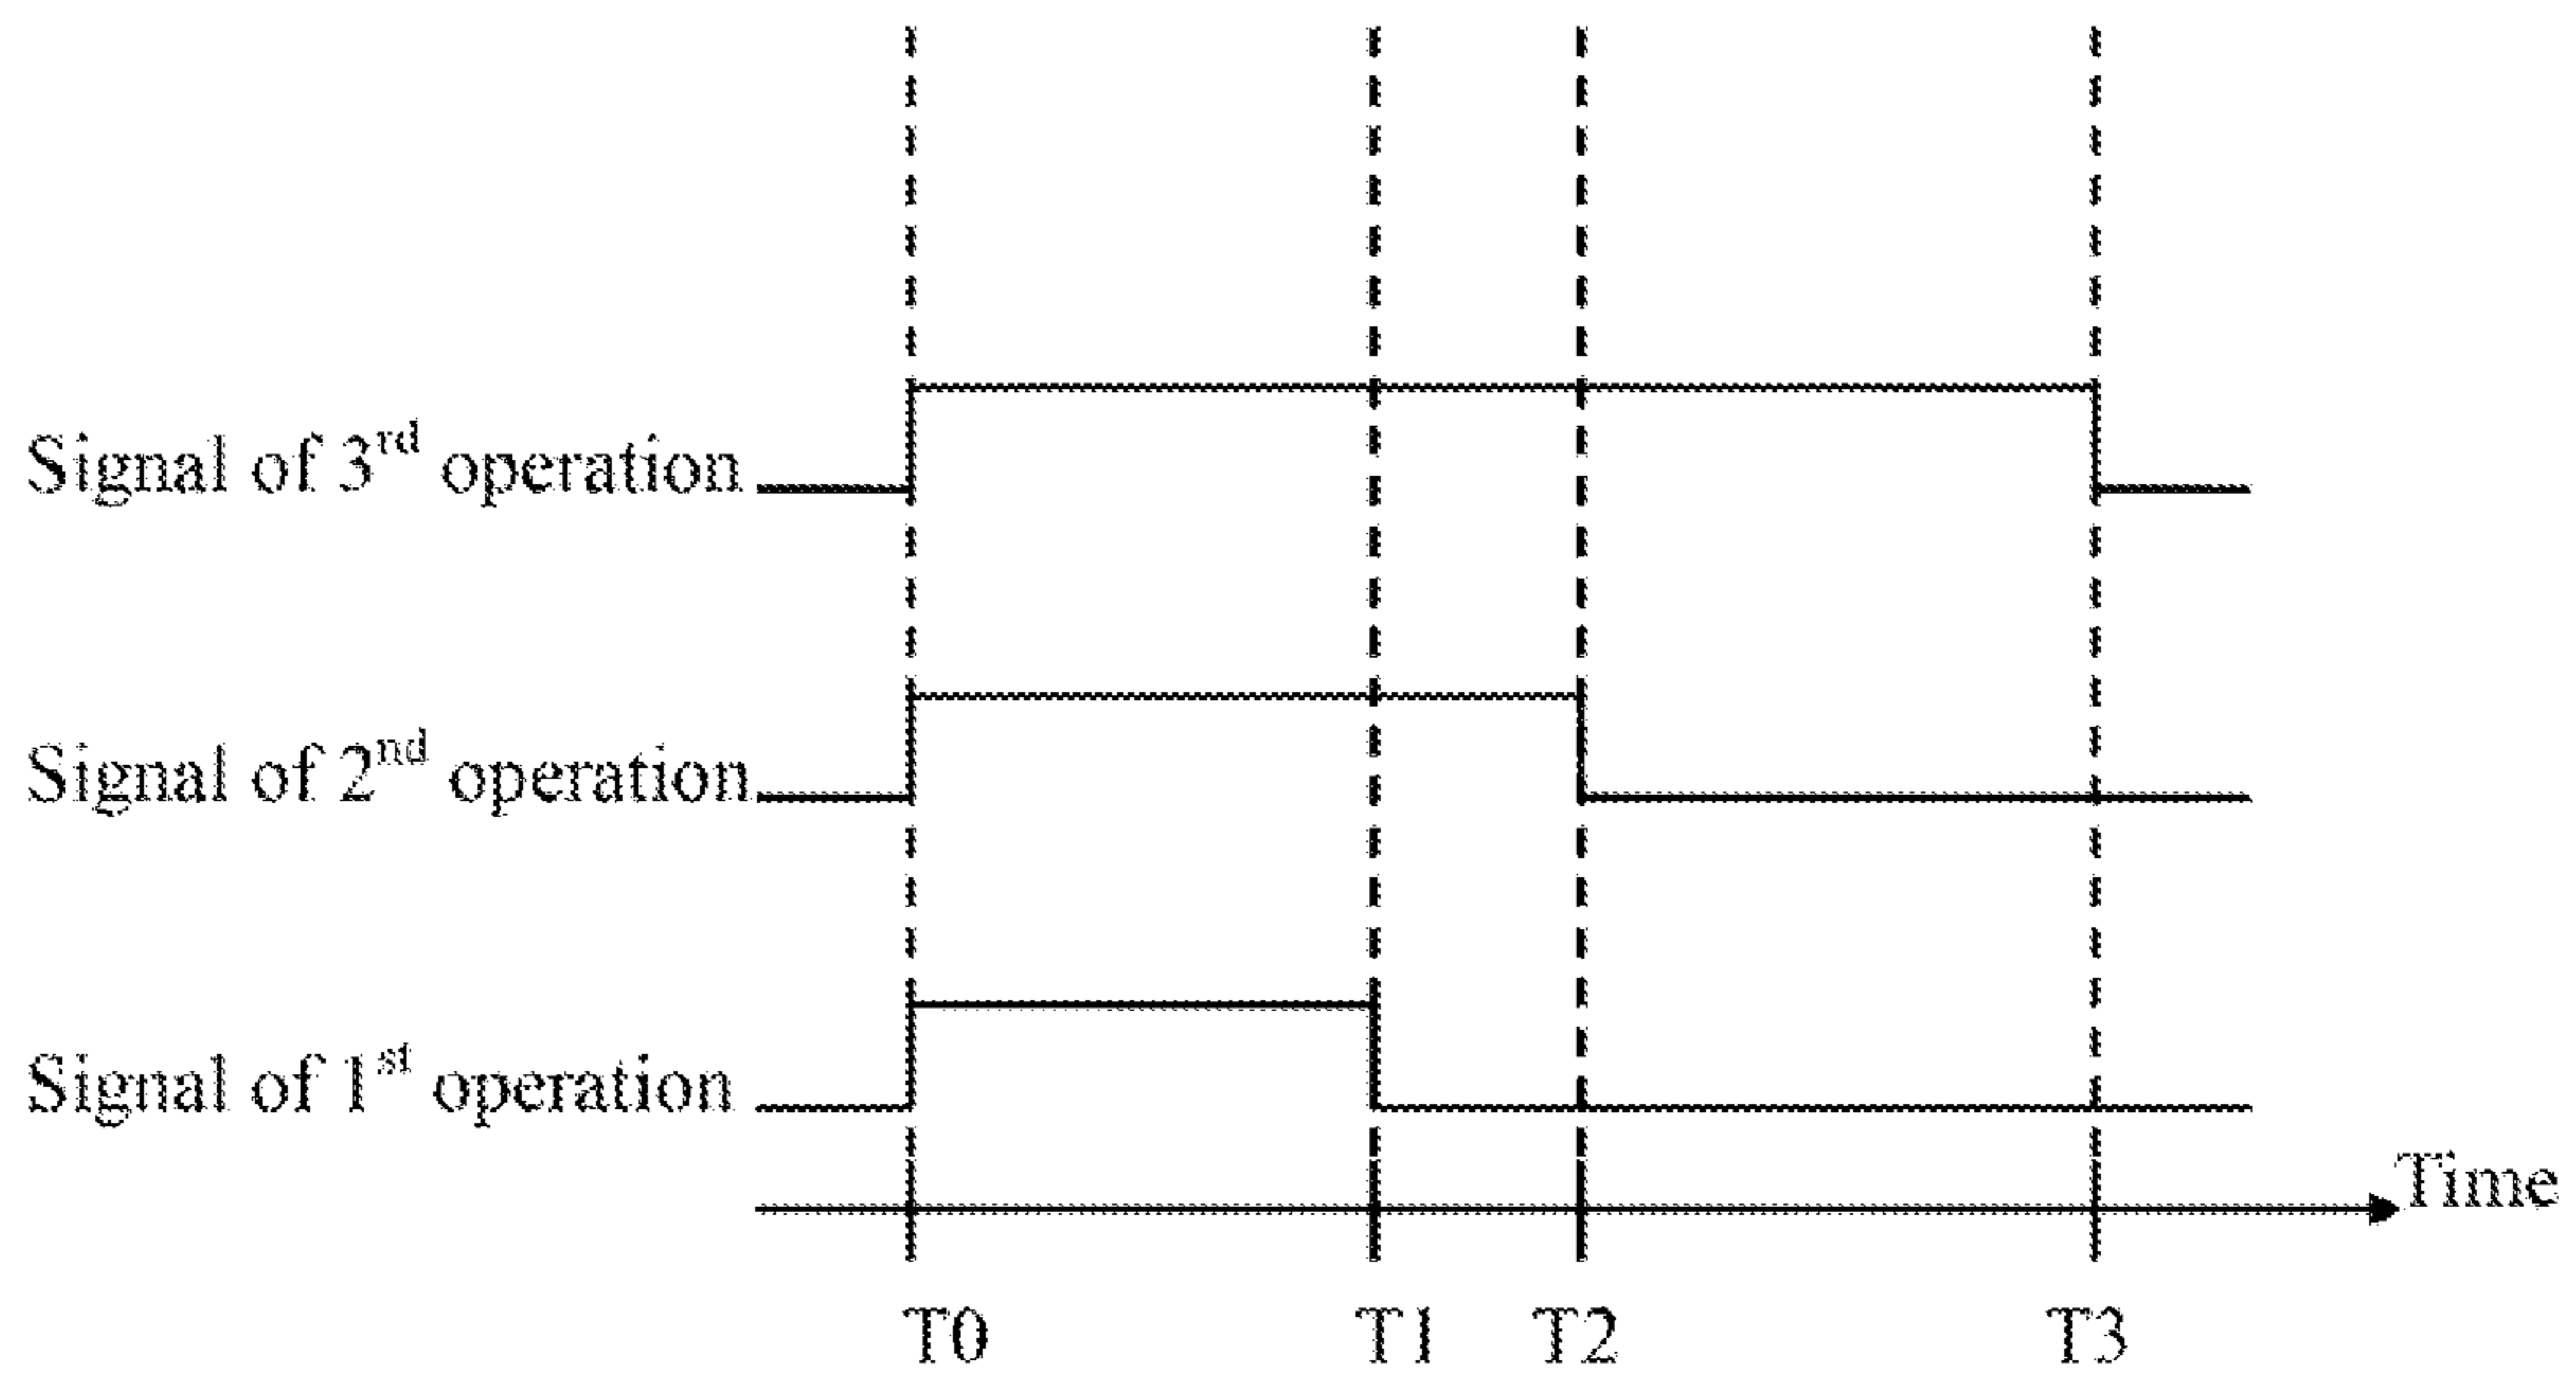 Signal of 3rd operation
Signal of 2nd operation
Signal of 1st operation
Time
T0 T1 T2 T3